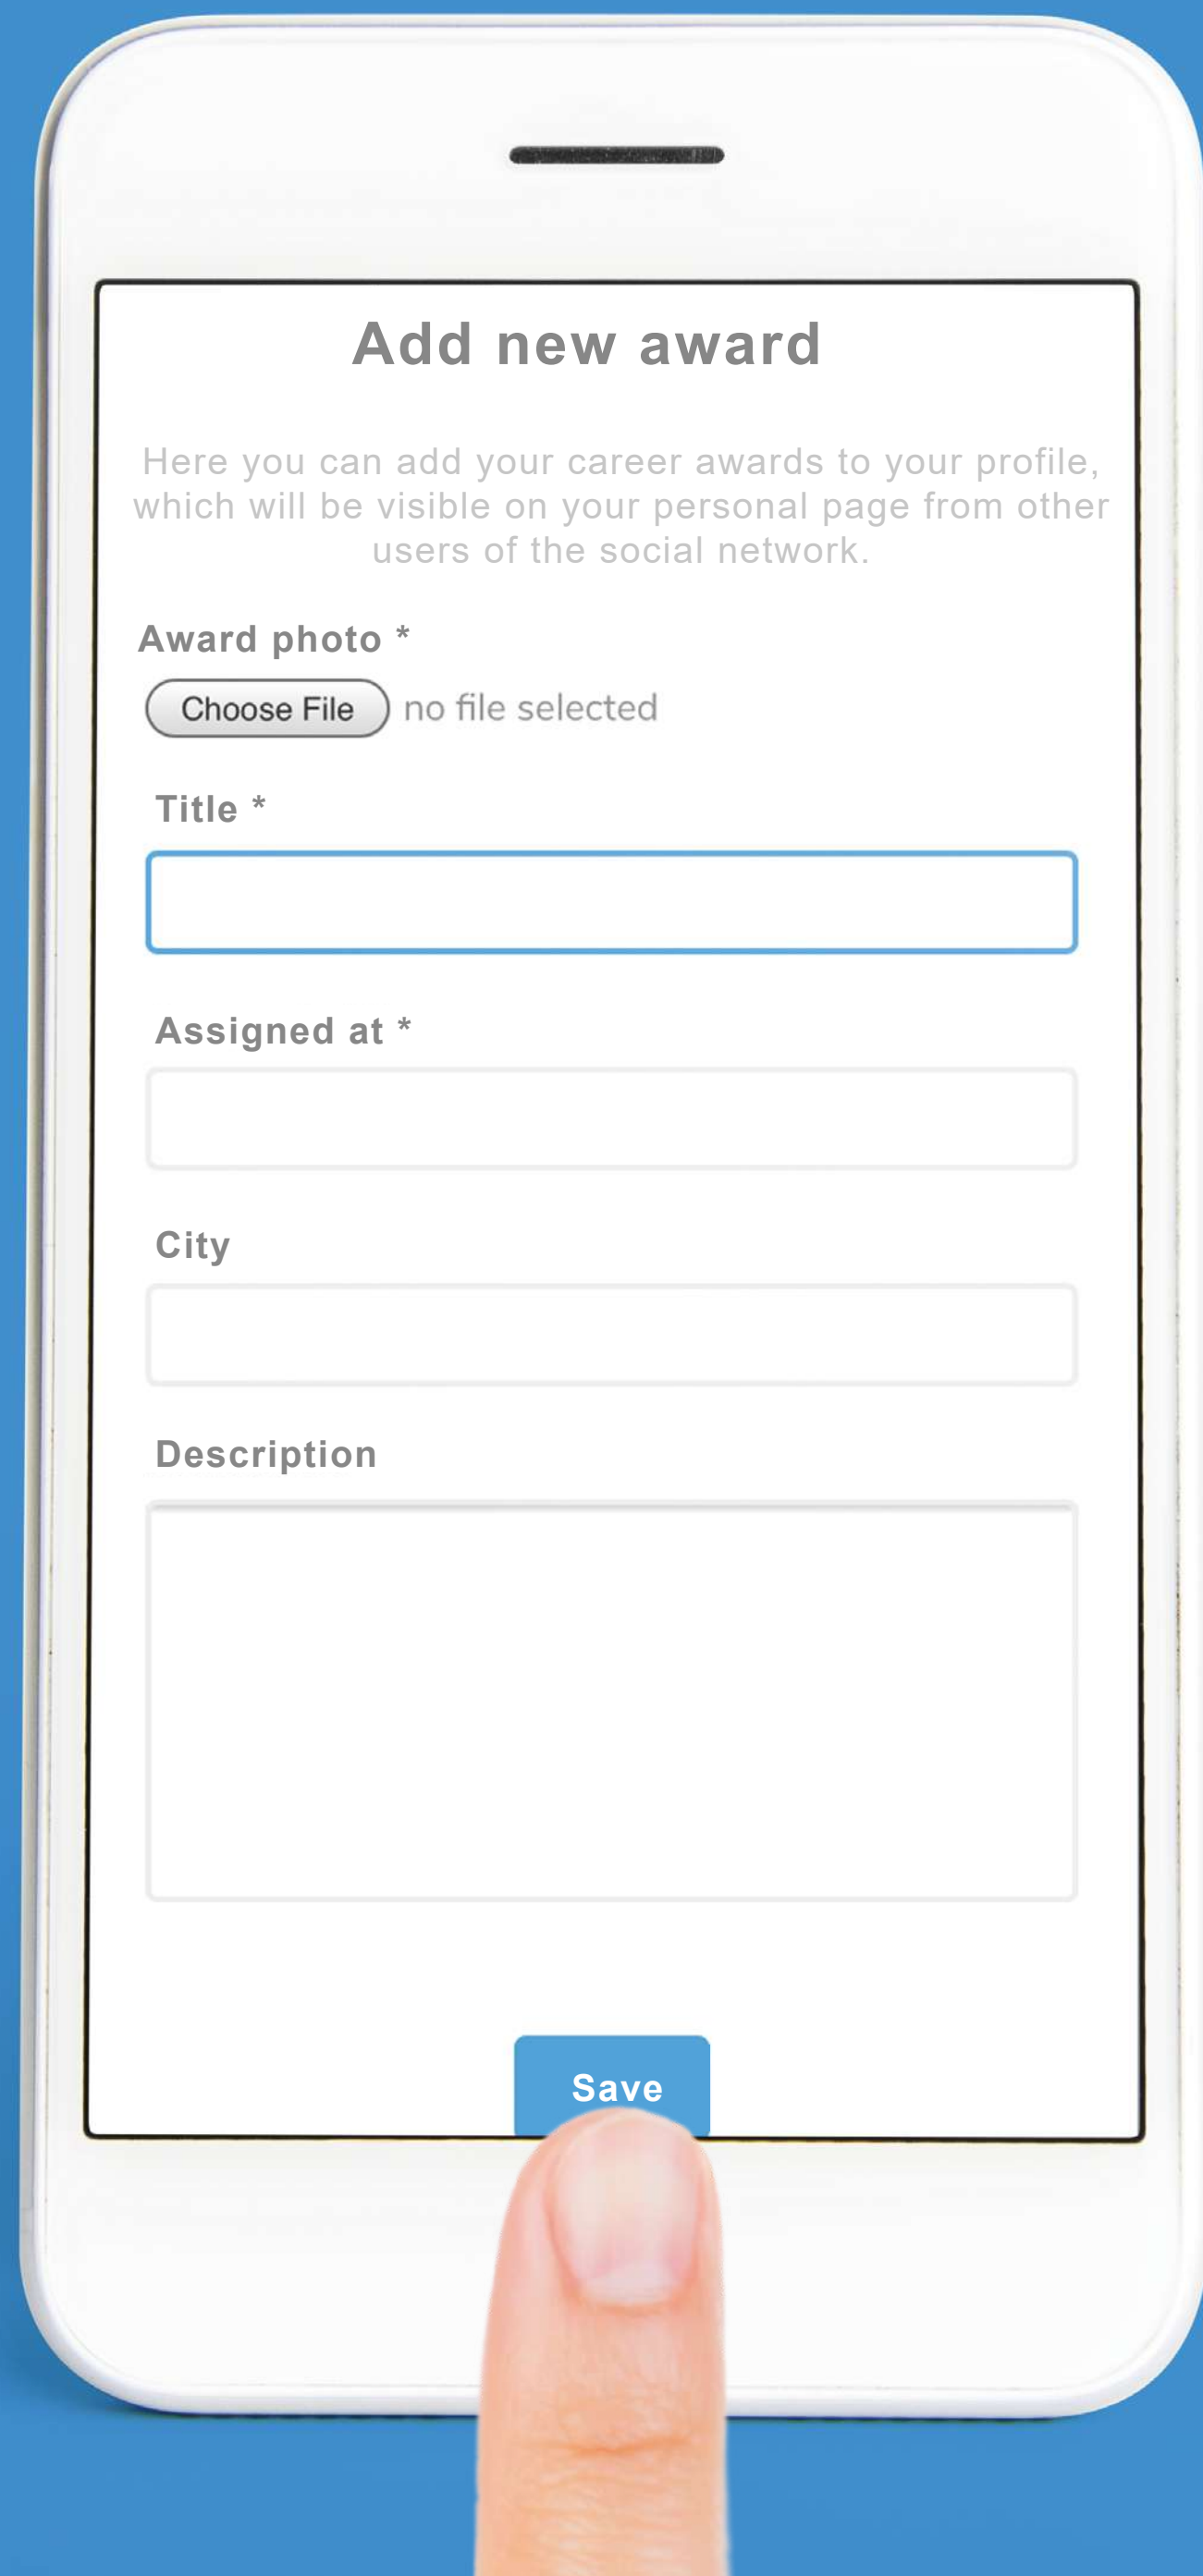 Add new award
Here you can add your career awards to your profile,
which will be visible on your personal page from other
users of the social network.
Award photo *
Choose File no file selected
Title *
Assigned at *
City
Description
Save